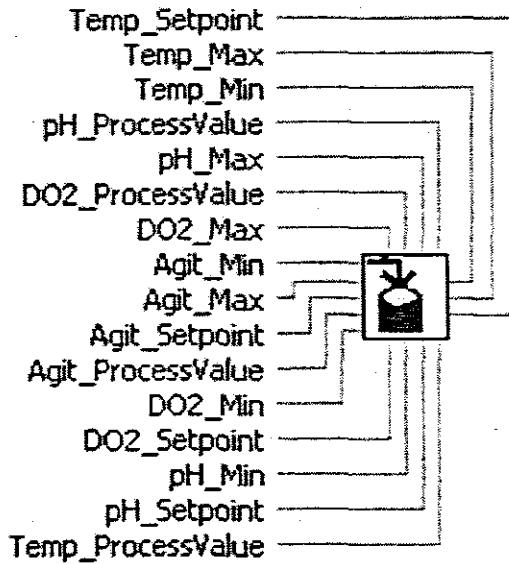 Temp_Setpoint
Temp_Max
Temp_Min
pH_ProcessValue
pH_Max
DO2_ProcessValue
DO2_Max
Agit_Min
Agit_Max
Agit_Setpoint
Agit_ProcessValue
DO2_Min
DO2_Setpoint
pH_Min
pH_Setpoint
Temp_ProcessValue